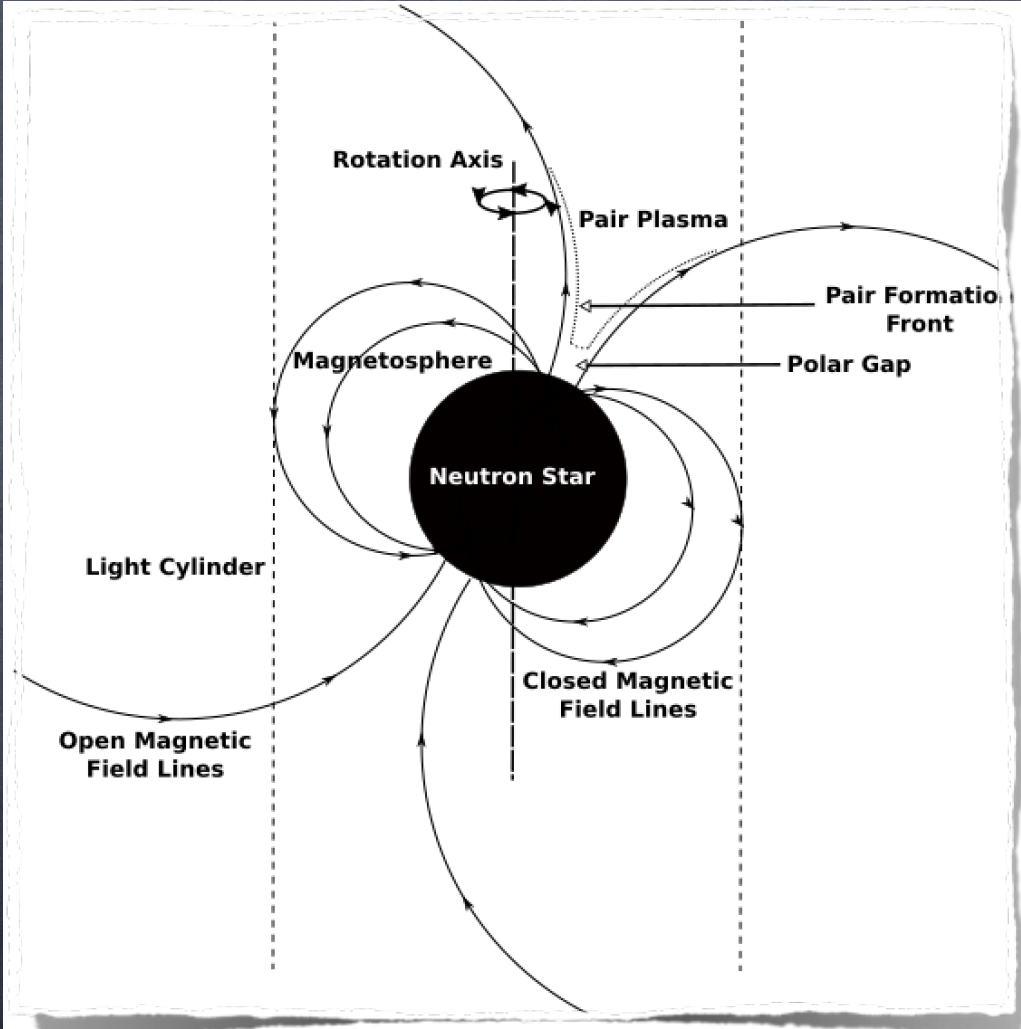 Rotation Axis
Pair Plasma
Pair Formatio
Front
Magnetosphere
Polar Gap
Neutron Star
Light Cylinder
Closed Magnetic
Field Lines
Open Magnetic
Field Lines